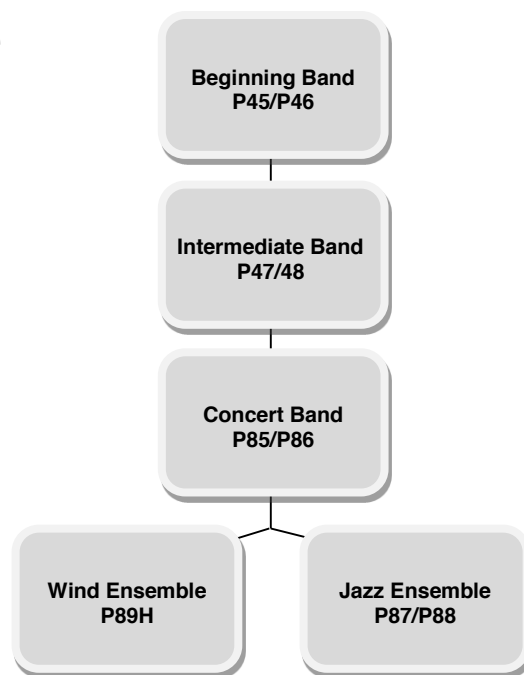 Beginning Band
P45/P46
Intermediate Band
P47/48
Concert Band
P85/P86
Wind Ensemble
P89H
Jazz Ensemble
P87/P88